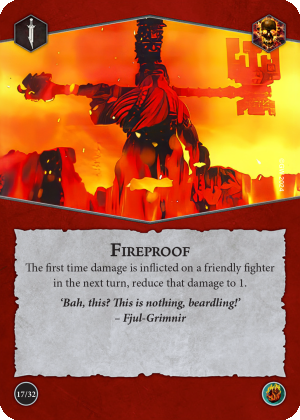 FIREPROOF
The first time damage is inflicted on a friendly fighter
in the next turn, reduce that damage to 1.
‘Bah, this? This is nothing, beardling!’
– Fjul-Grimnir
17/32